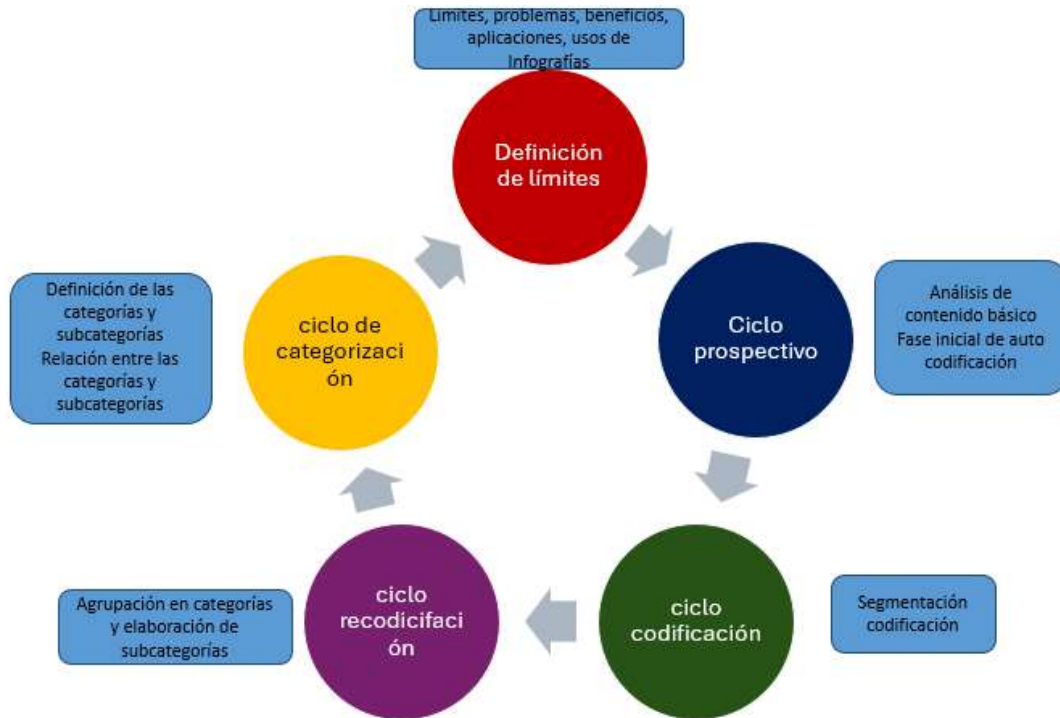 Límites, problemas, beneficios,
aplicaciones, usos de
Infografías
Definición
de límites
Ciclo
prospectivo
Análisis de
contenido básico
Fase inicial de auto
codificación
ciclo
codificación
Segmentación
codificación
ciclo
recodicifaci
ón
Agrupación en categorías
y elaboración de
subcategorías
ciclo de
categorizaci
ón
Definición de las
categorías y
subcategorías
Relación entre las
categorías y
subcategorías